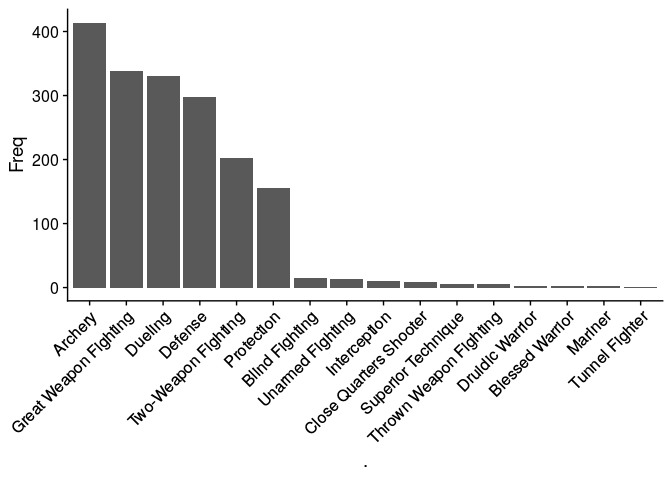 400
300
200
100
0
Freq
Archery
Great Weapon Fighting
Dueling
Defense
Two-Weapon Fighting
Protection
Blind Fighting
Unarmed Fighting
Interception
Close Quarters Shooter
Superior Technique
Thrown Weapon Fighting
Druidic Warrior
Blessed Warrior
Mariner
Tunnel Fighter
.